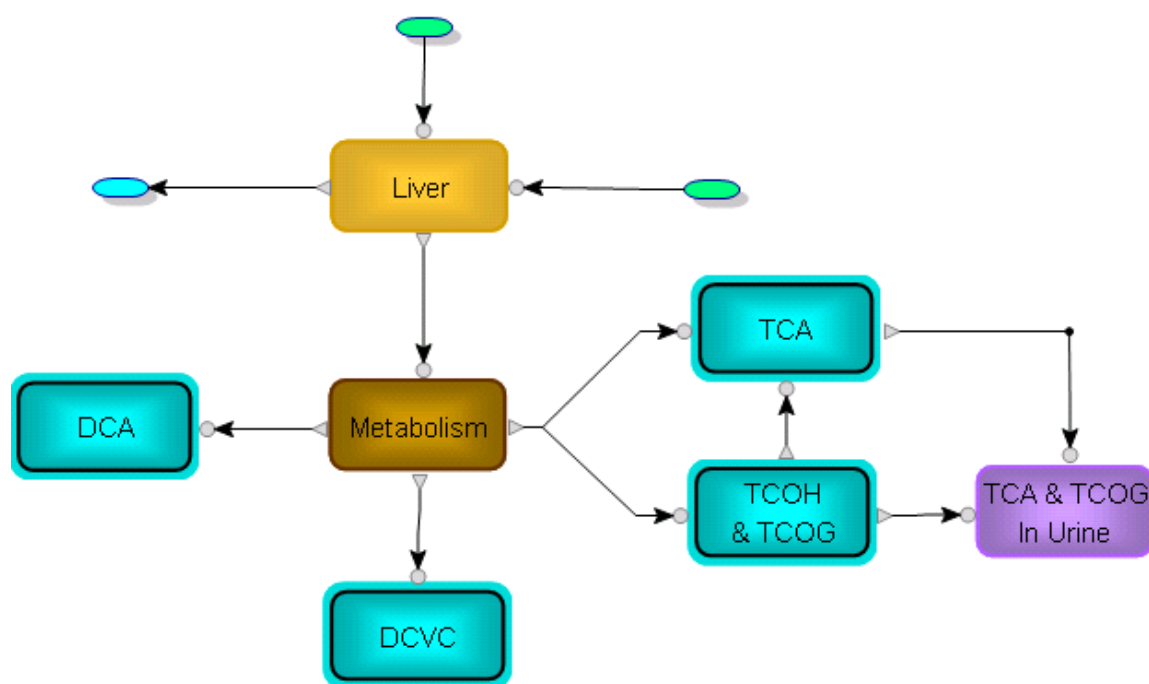 Liver
TCA
DCA
Metabolism
TCOH
& TCOG
TCA & TCOG
In Urine
DCVC